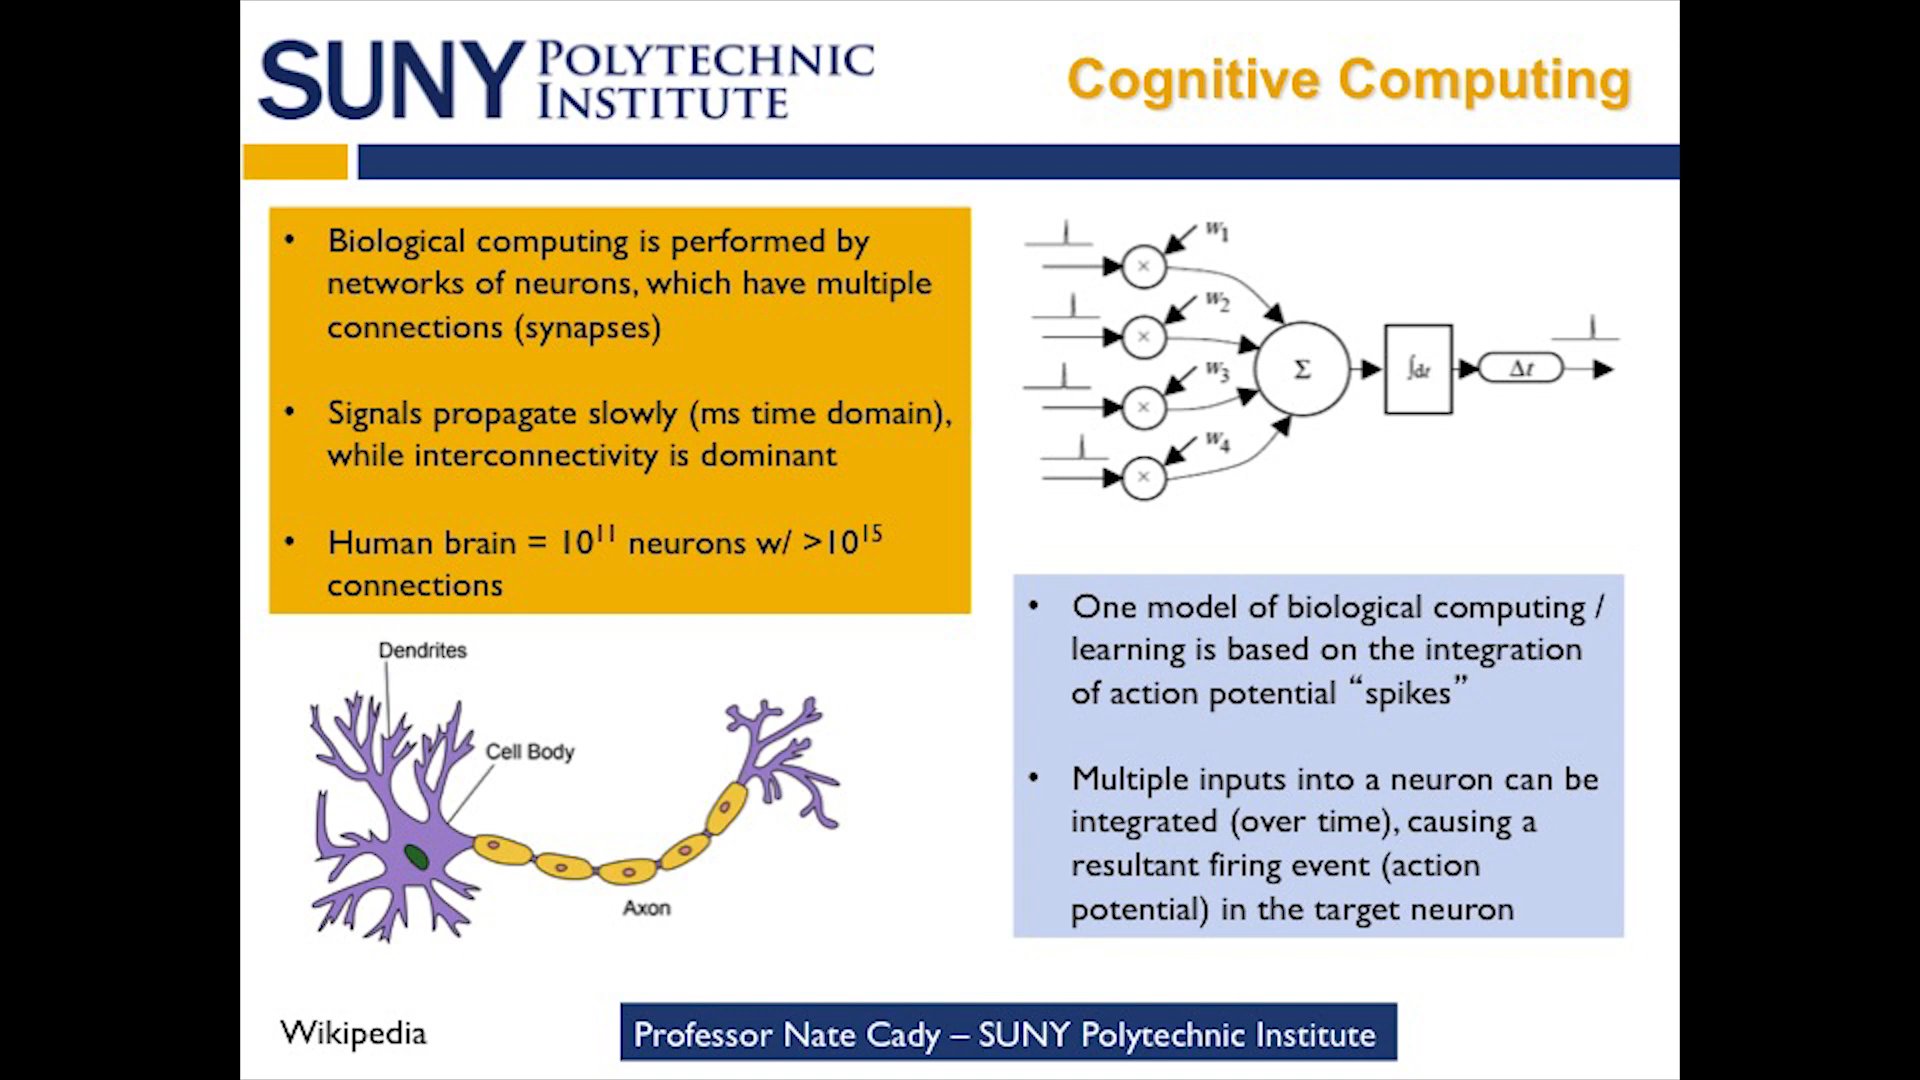 SUNY POLYTECHNIC
INSTITUTE
Cognitive Computing
• Biological computing is performed by
networks of neurons, which have multiple
connections (synapses)
• Signals propagate slowly (ms time domain),
while interconnectivity is dominant
• Human brain = 10¹¹ neurons w/ >10¹⁵
connections
w₁
×
w₂
×
w₃
×
w₄
×
Σ
∫dt
Δt
• One model of biological computing /
learning is based on the integration
of action potential “spikes”
• Multiple inputs into a neuron can be
integrated (over time), causing a
resultant firing event (action
potential) in the target neuron
Dendrites
Cell Body
Axon
Wikipedia
Professor Nate Cady – SUNY Polytechnic Institute